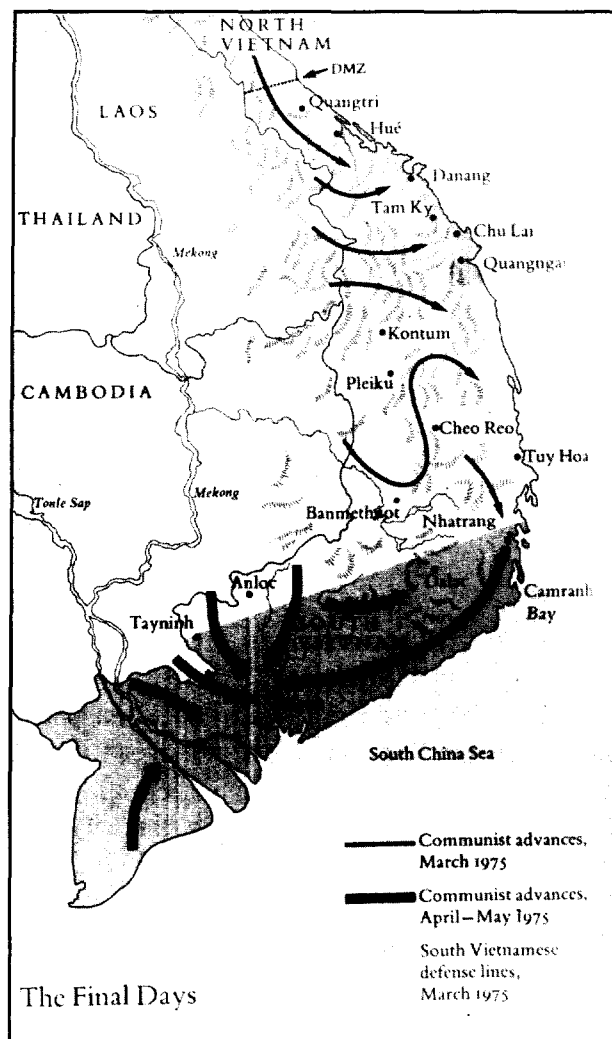 NORTH
VIETNAM
DMZ
LAOS
Quangtri
Hué
Danang
THAILAND
Tam Ky
Chu Lai
Mekong
Quangngai
Kontum
CAMBODIA
Pleiku
Cheo Reo
Tuy Hoa
Tonle Sap
Mekong
Banmethuot
Nhatrang
Anloc
Camranh
Bay
Tayninh
SOUTH
VIETNAM
South China Sea
Communist advances,
March 1975
Communist advances,
April–May 1975
South Vietnamese
defense lines,
March 1975
The Final Days